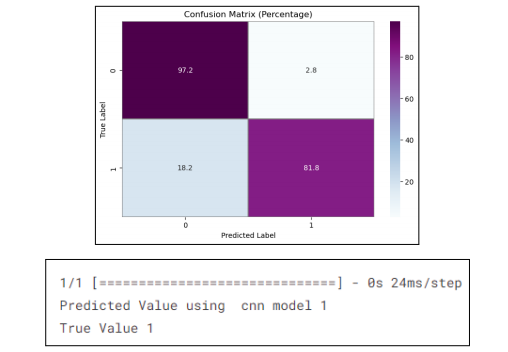 Confusion Matrix (Percentage)
True Label
0
97.2
2.8
1
18.2
81.8
0
1
Predicted Label
80
60
40
20
1/1 [==============================] - 0s 24ms/step
Predicted Value using  cnn model 1
True Value 1